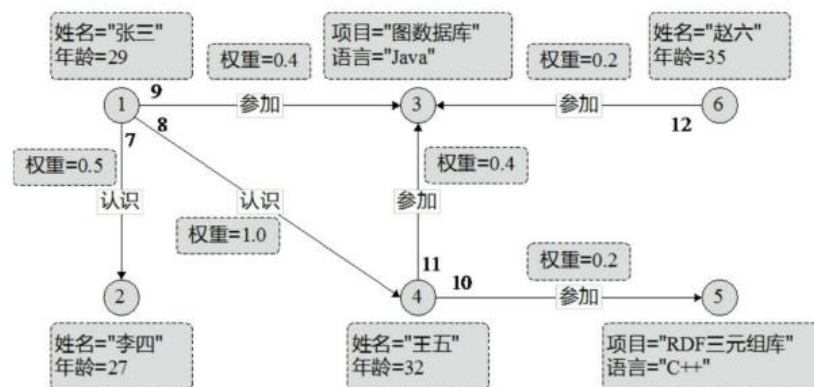 姓名="张三"
年龄=29
权重=0.4
项目="图数据库"
语言="Java"
权重=0.2
姓名="赵六"
年龄=35
1
9
参加
3
参加
6
7
8
12
权重=0.5
权重=0.4
认识
认识
参加
权重=1.0
11
10
权重=0.2
2
4
参加
5
姓名="李四"
年龄=27
姓名="王五"
年龄=32
项目="RDF三元组库"
语言="C++"